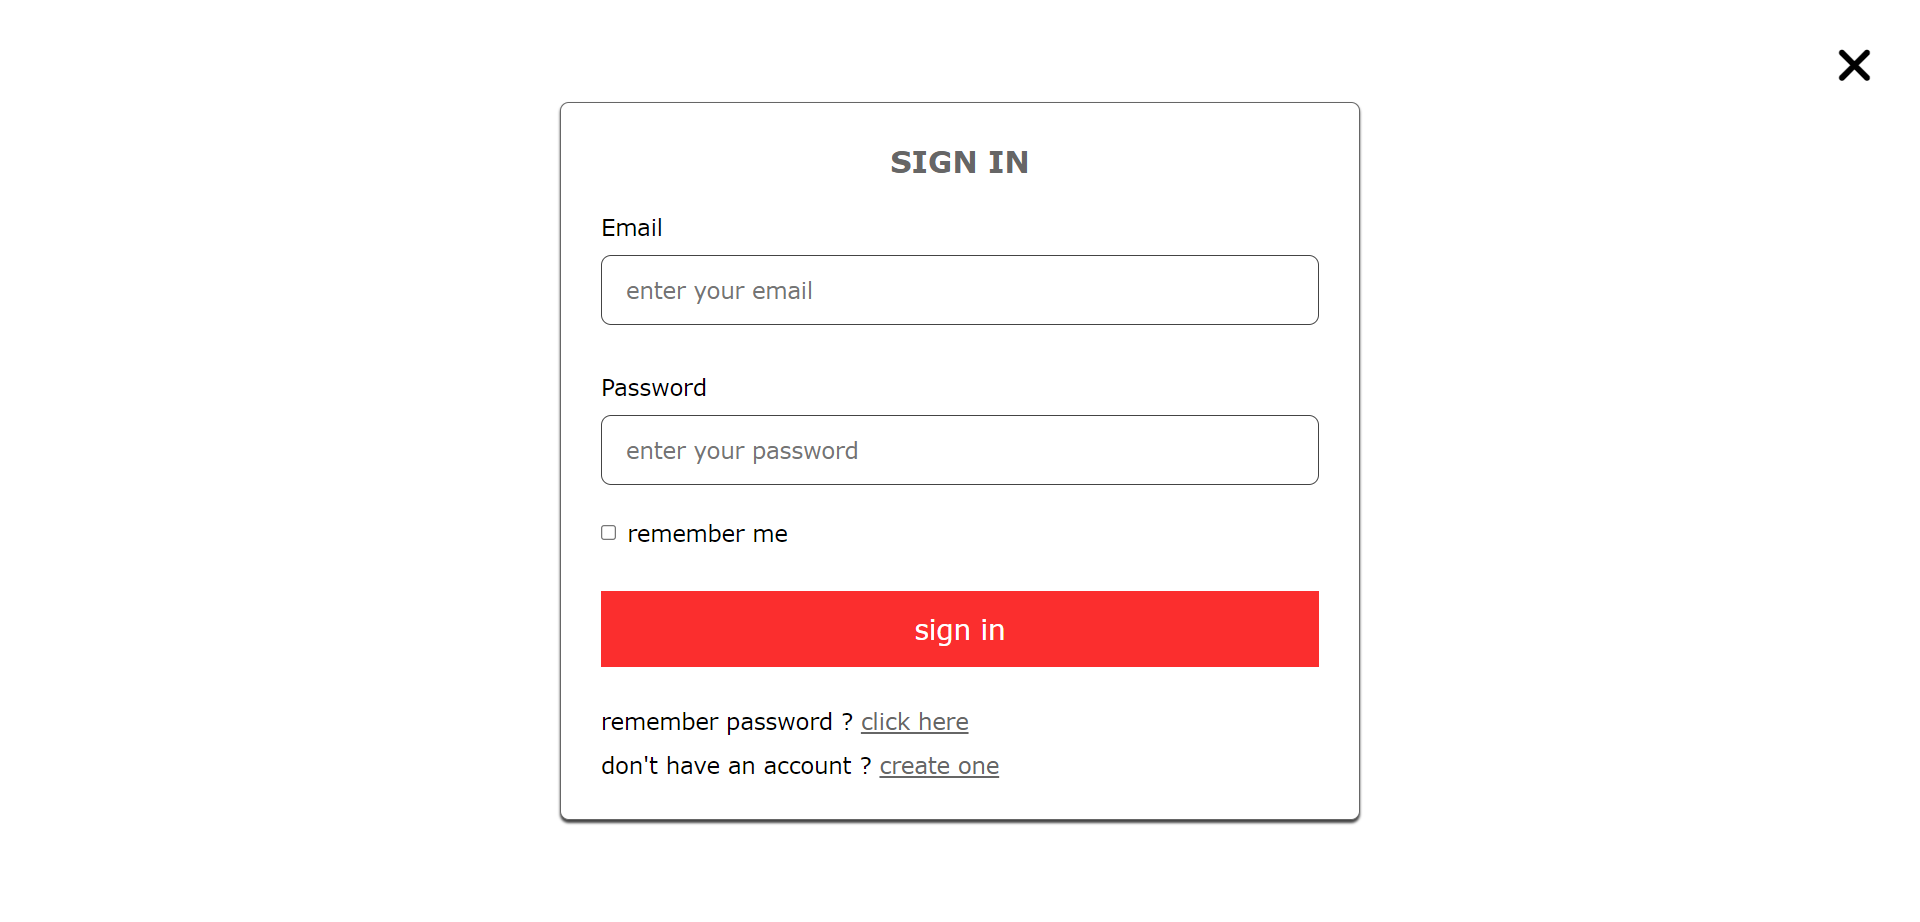 SIGN IN
Email
enter your email
Password
enter your password
remember me
sign in
remember password ? click here
don't have an account ? create one